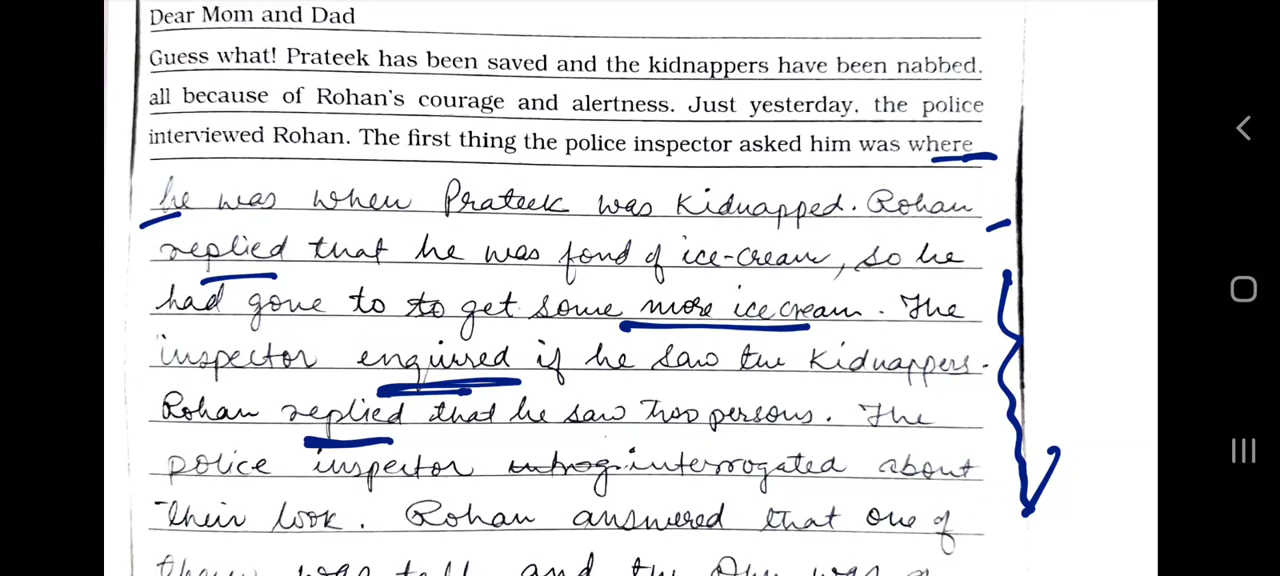 Dear Mom and Dad
Guess what! Prateek has been saved and the kidnappers have been nabbed.
all because of Rohan's courage and alertness. Just yesterday. the police
interviewed Rohan. The first thing the police inspector asked him was where
he was when Prateek was kidnapped. Rohan
replied that he was fond of ice-cream, so he
had gone to to get some more ice cream. The
inspector enquired if he saw the kidnappers.
Rohan replied that he saw two persons. The
police inspector interrogated about
their look. Rohan answered that one of
was tall and the